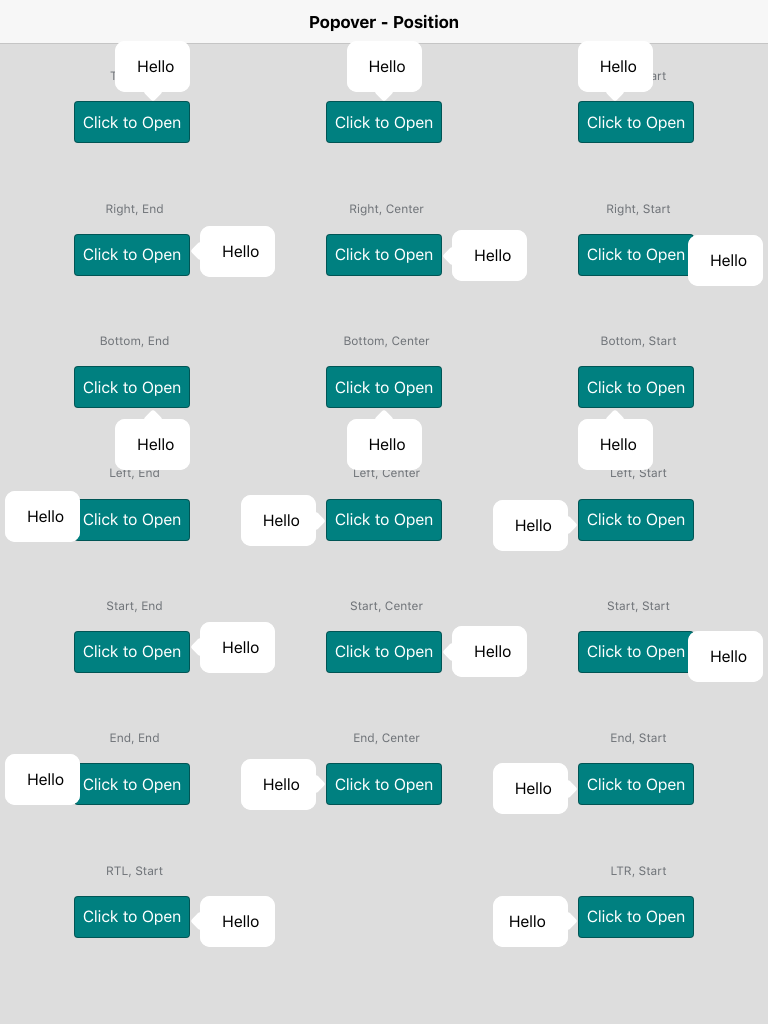 Popover - Position
Hello Hello Hello
Click to Open Click to Open Click to Open
Right, End Right, Center Right, Start
Click to Open Hello Click to Open Hello Click to Open Hello
Bottom, End Bottom, Center Bottom, Start
Click to Open Click to Open Click to Open
Hello Hello Hello
Left, End Left, Center Left, Start
Hello Click to Open Hello Click to Open Hello Click to Open
Start, End Start, Center Start, Start
Click to Open Hello Click to Open Hello Click to Open Hello
End, End End, Center End, Start
Hello Click to Open Hello Click to Open Hello Click to Open
RTL, Start LTR, Start
Click to Open Hello Hello Click to Open